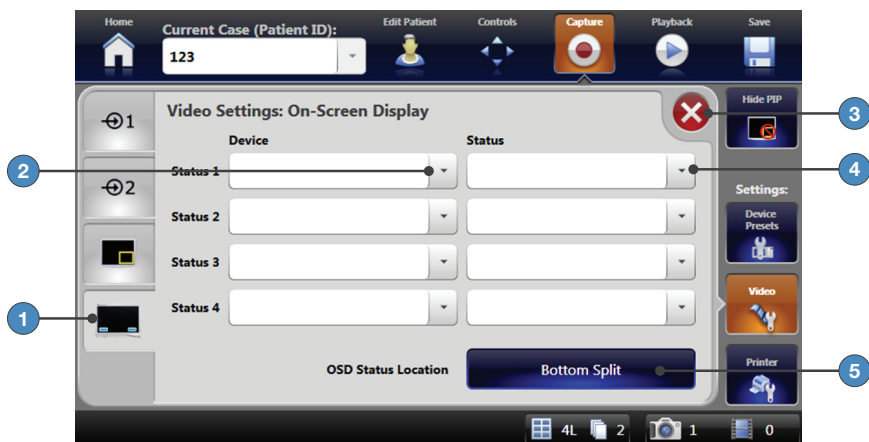 Home
Current Case (Patient ID):
123
Edit Patient
Controls
Capture
Playback
Save
1
2
Video Settings: On-Screen Display
Hide PIP
3
Device
Status
2
Status 1
4
Settings:
Status 2
Device
Presets
Status 3
Video
1
Status 4
Printer
OSD Status Location
Bottom Split
5
4L
2
1
0